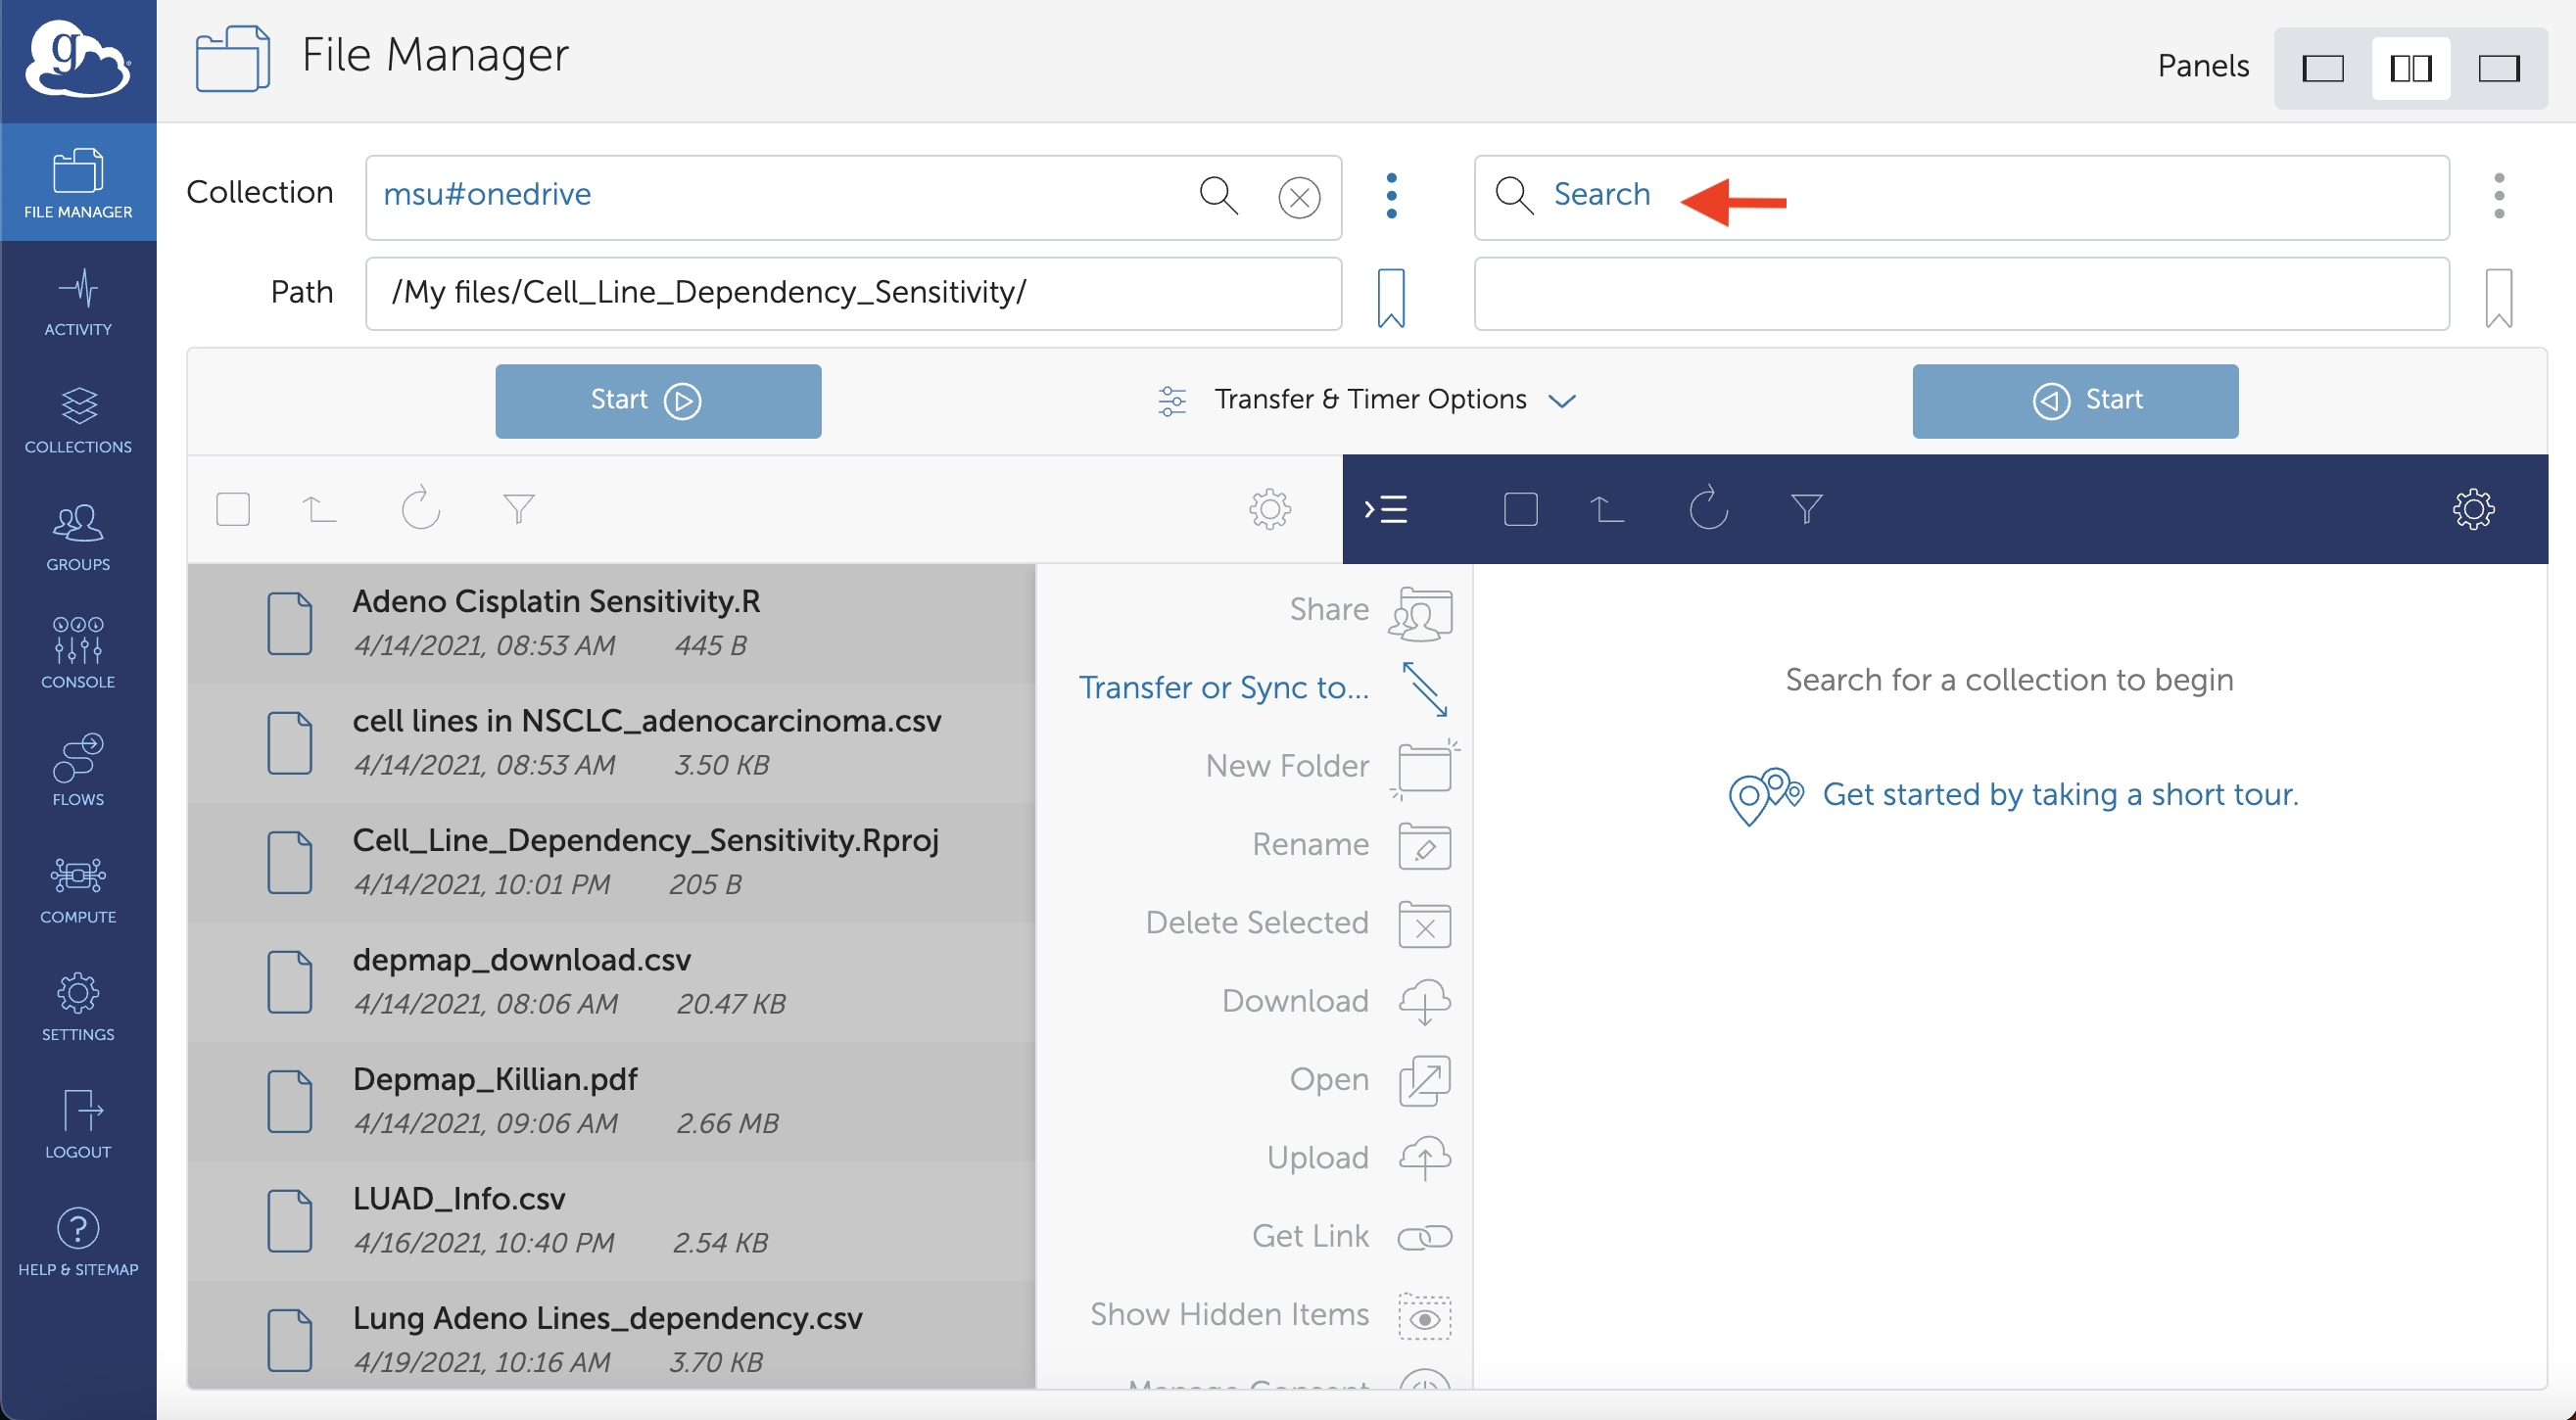 g
File Manager
Panels
FILE MANAGER
ACTIVITY
COLLECTIONS
GROUPS
CONSOLE
FLOWS
COMPUTE
SETTINGS
LOGOUT
HELP & SITEMAP
Collection
msu#onedrive
Search
Path
/My files/Cell_Line_Dependency_Sensitivity/
Start
Transfer & Timer Options
Start
Adeno Cisplatin Sensitivity.R
4/14/2021, 08:53 AM 445 B
cell lines in NSCLC_adenocarcinoma.csv
4/14/2021, 08:53 AM 3.50 KB
Cell_Line_Dependency_Sensitivity.Rproj
4/14/2021, 10:01 PM 205 B
depmap_download.csv
4/14/2021, 08:06 AM 20.47 KB
Depmap_Killian.pdf
4/14/2021, 09:06 AM 2.66 MB
LUAD_Info.csv
4/16/2021, 10:40 PM 2.54 KB
Lung Adeno Lines_dependency.csv
4/19/2021, 10:16 AM 3.70 KB
Share
Transfer or Sync to...
New Folder
Rename
Delete Selected
Download
Open
Upload
Get Link
Show Hidden Items
Manage Consent
Search for a collection to begin
Get started by taking a short tour.